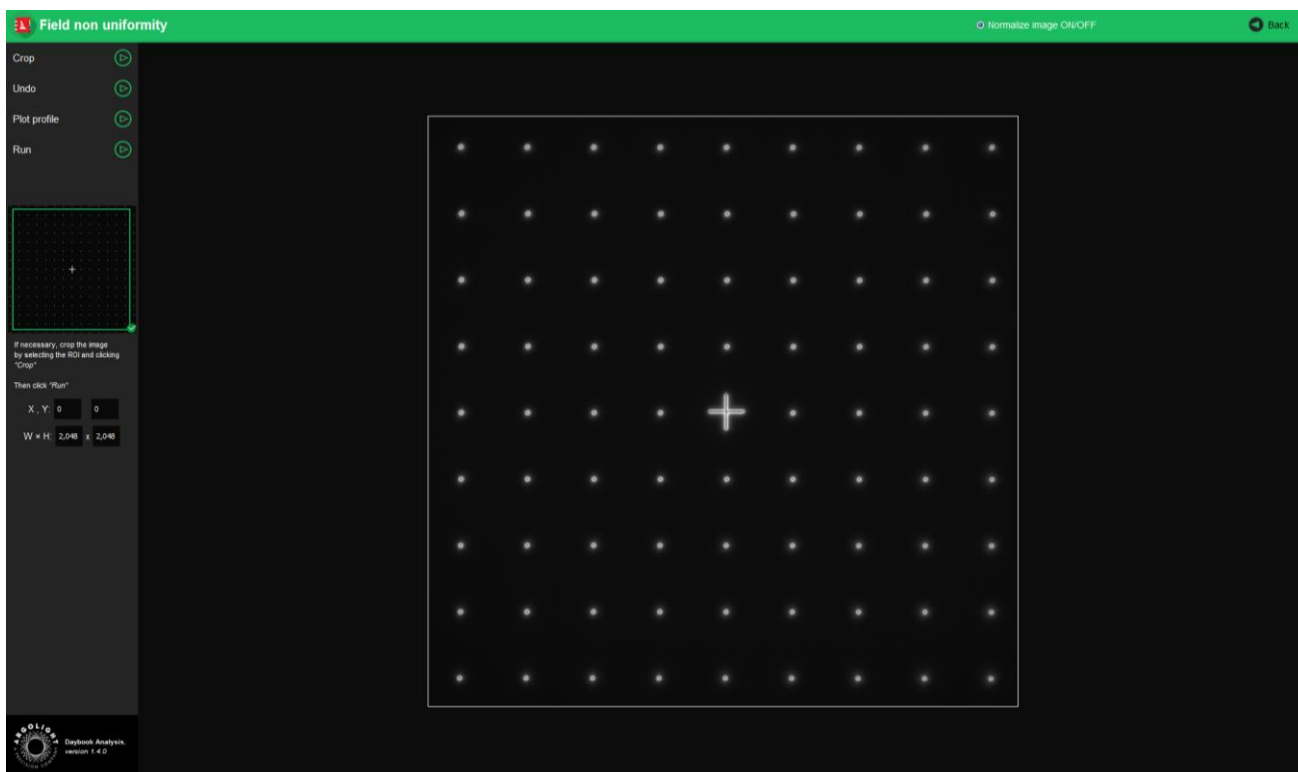 Field non uniformity
Normalize image ON/OFF
Back
Crop
Undo
Plot profile
Run
If necessary, crop the image
by selecting the ROI and clicking
"Crop"
Then click "Run"
X , Y: 0 0
W × H: 2,048 x 2,048
ARGOLIGHT
Daybook Analysis,
version 1.4.0